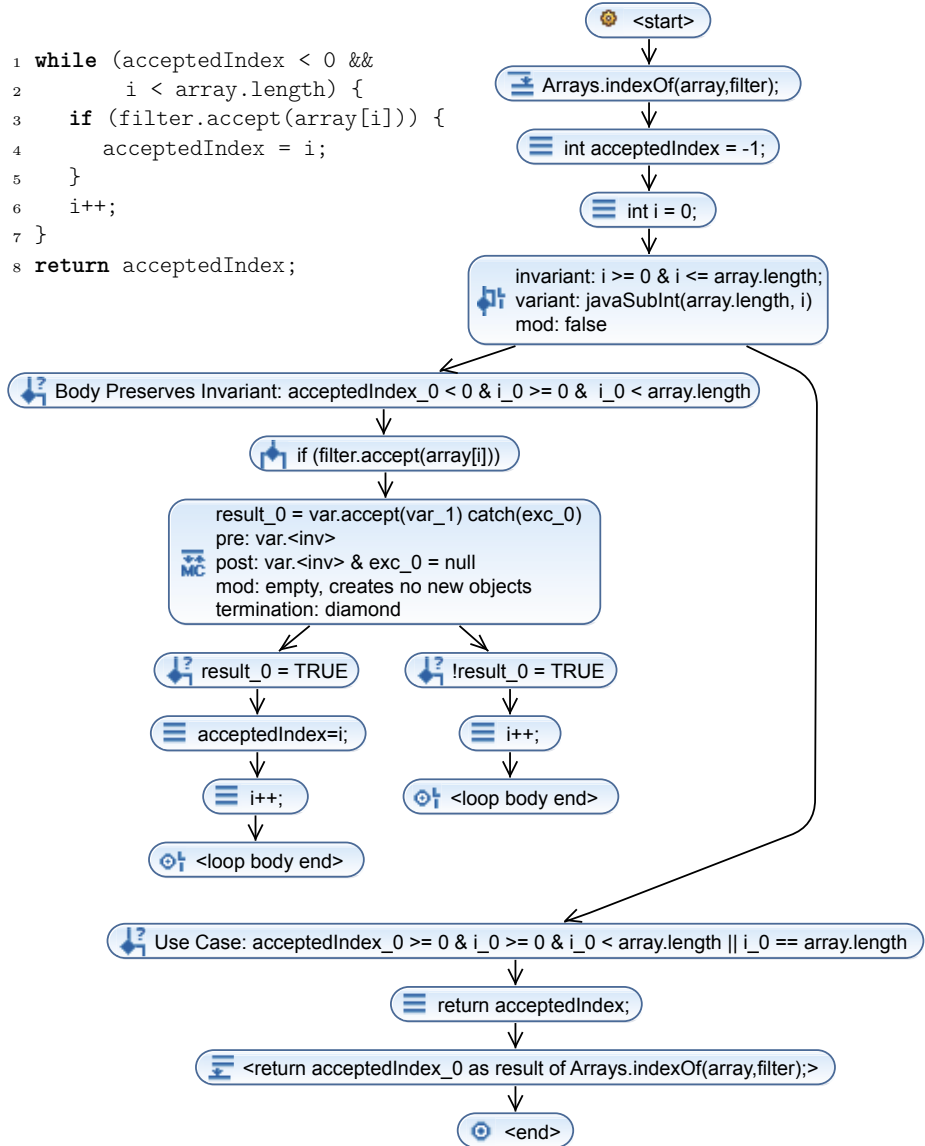 1 while (acceptedIndex < 0 &&
2 i < array.length) {
3 if (filter.accept(array[i])) {
4 acceptedIndex = i;
5 }
6 i++;
7 }
8 return acceptedIndex;
<start>
Arrays.indexOf(array,filter);
int acceptedIndex = -1;
int i = 0;
invariant: i >= 0 & i <= array.length;
variant: javaSubInt(array.length, i)
mod: false
Body Preserves Invariant: acceptedIndex_0 < 0 & i_0 >= 0 & i_0 < array.length
if (filter.accept(array[i]))
result_0 = var.accept(var_1) catch(exc_0)
pre: var.<inv>
post: var.<inv> & exc_0 = null
mod: empty, creates no new objects
termination: diamond
MC
result_0 = TRUE
!result_0 = TRUE
acceptedIndex=i;
i++;
i++;
<loop body end>
<loop body end>
Use Case: acceptedIndex_0 >= 0 & i_0 >= 0 & i_0 < array.length || i_0 == array.length
return acceptedIndex;
<return acceptedIndex_0 as result of Arrays.indexOf(array,filter);>
<end>